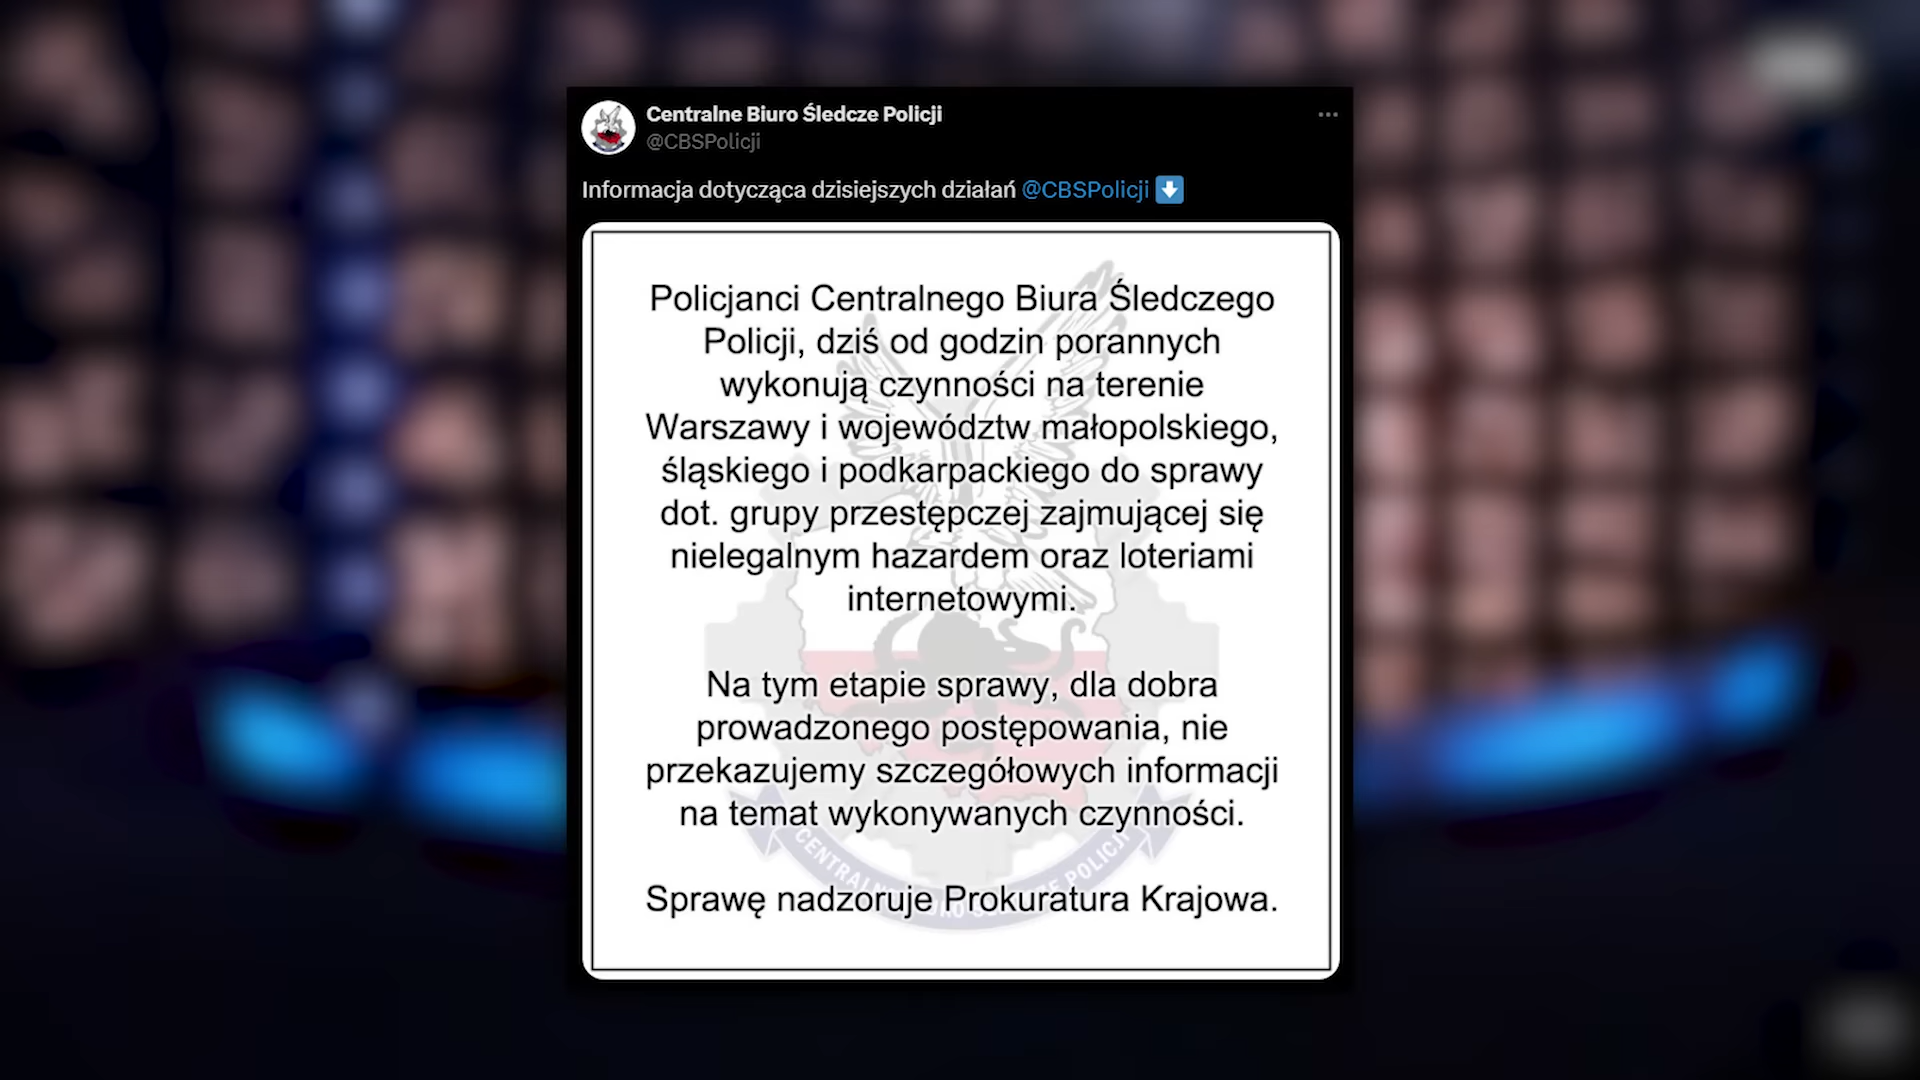 Centralne Biuro Śledcze Policji
@CBSPolicji
Informacja dotycząca dzisiejszych działań @CBSPolicji
Policjanci Centralnego Biura Śledczego
Policji, dziś od godzin porannych
wykonują czynności na terenie
Warszawy i województw małopolskiego,
śląskiego i podkarpackiego do sprawy
dot. grupy przestępczej zajmującej się
nielegalnym hazardem oraz loteriami
internetowymi.
Na tym etapie sprawy, dla dobra
prowadzonego postępowania, nie
przekazujemy szczegółowych informacji
na temat wykonywanych czynności.
Sprawę nadzoruje Prokuratura Krajowa.